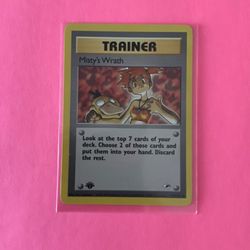 TRAINER
Misty's Wrath
Look at the top 7 cards of your
deck. Choose 2 of those cards and
put them into your hand. Discard
the rest.